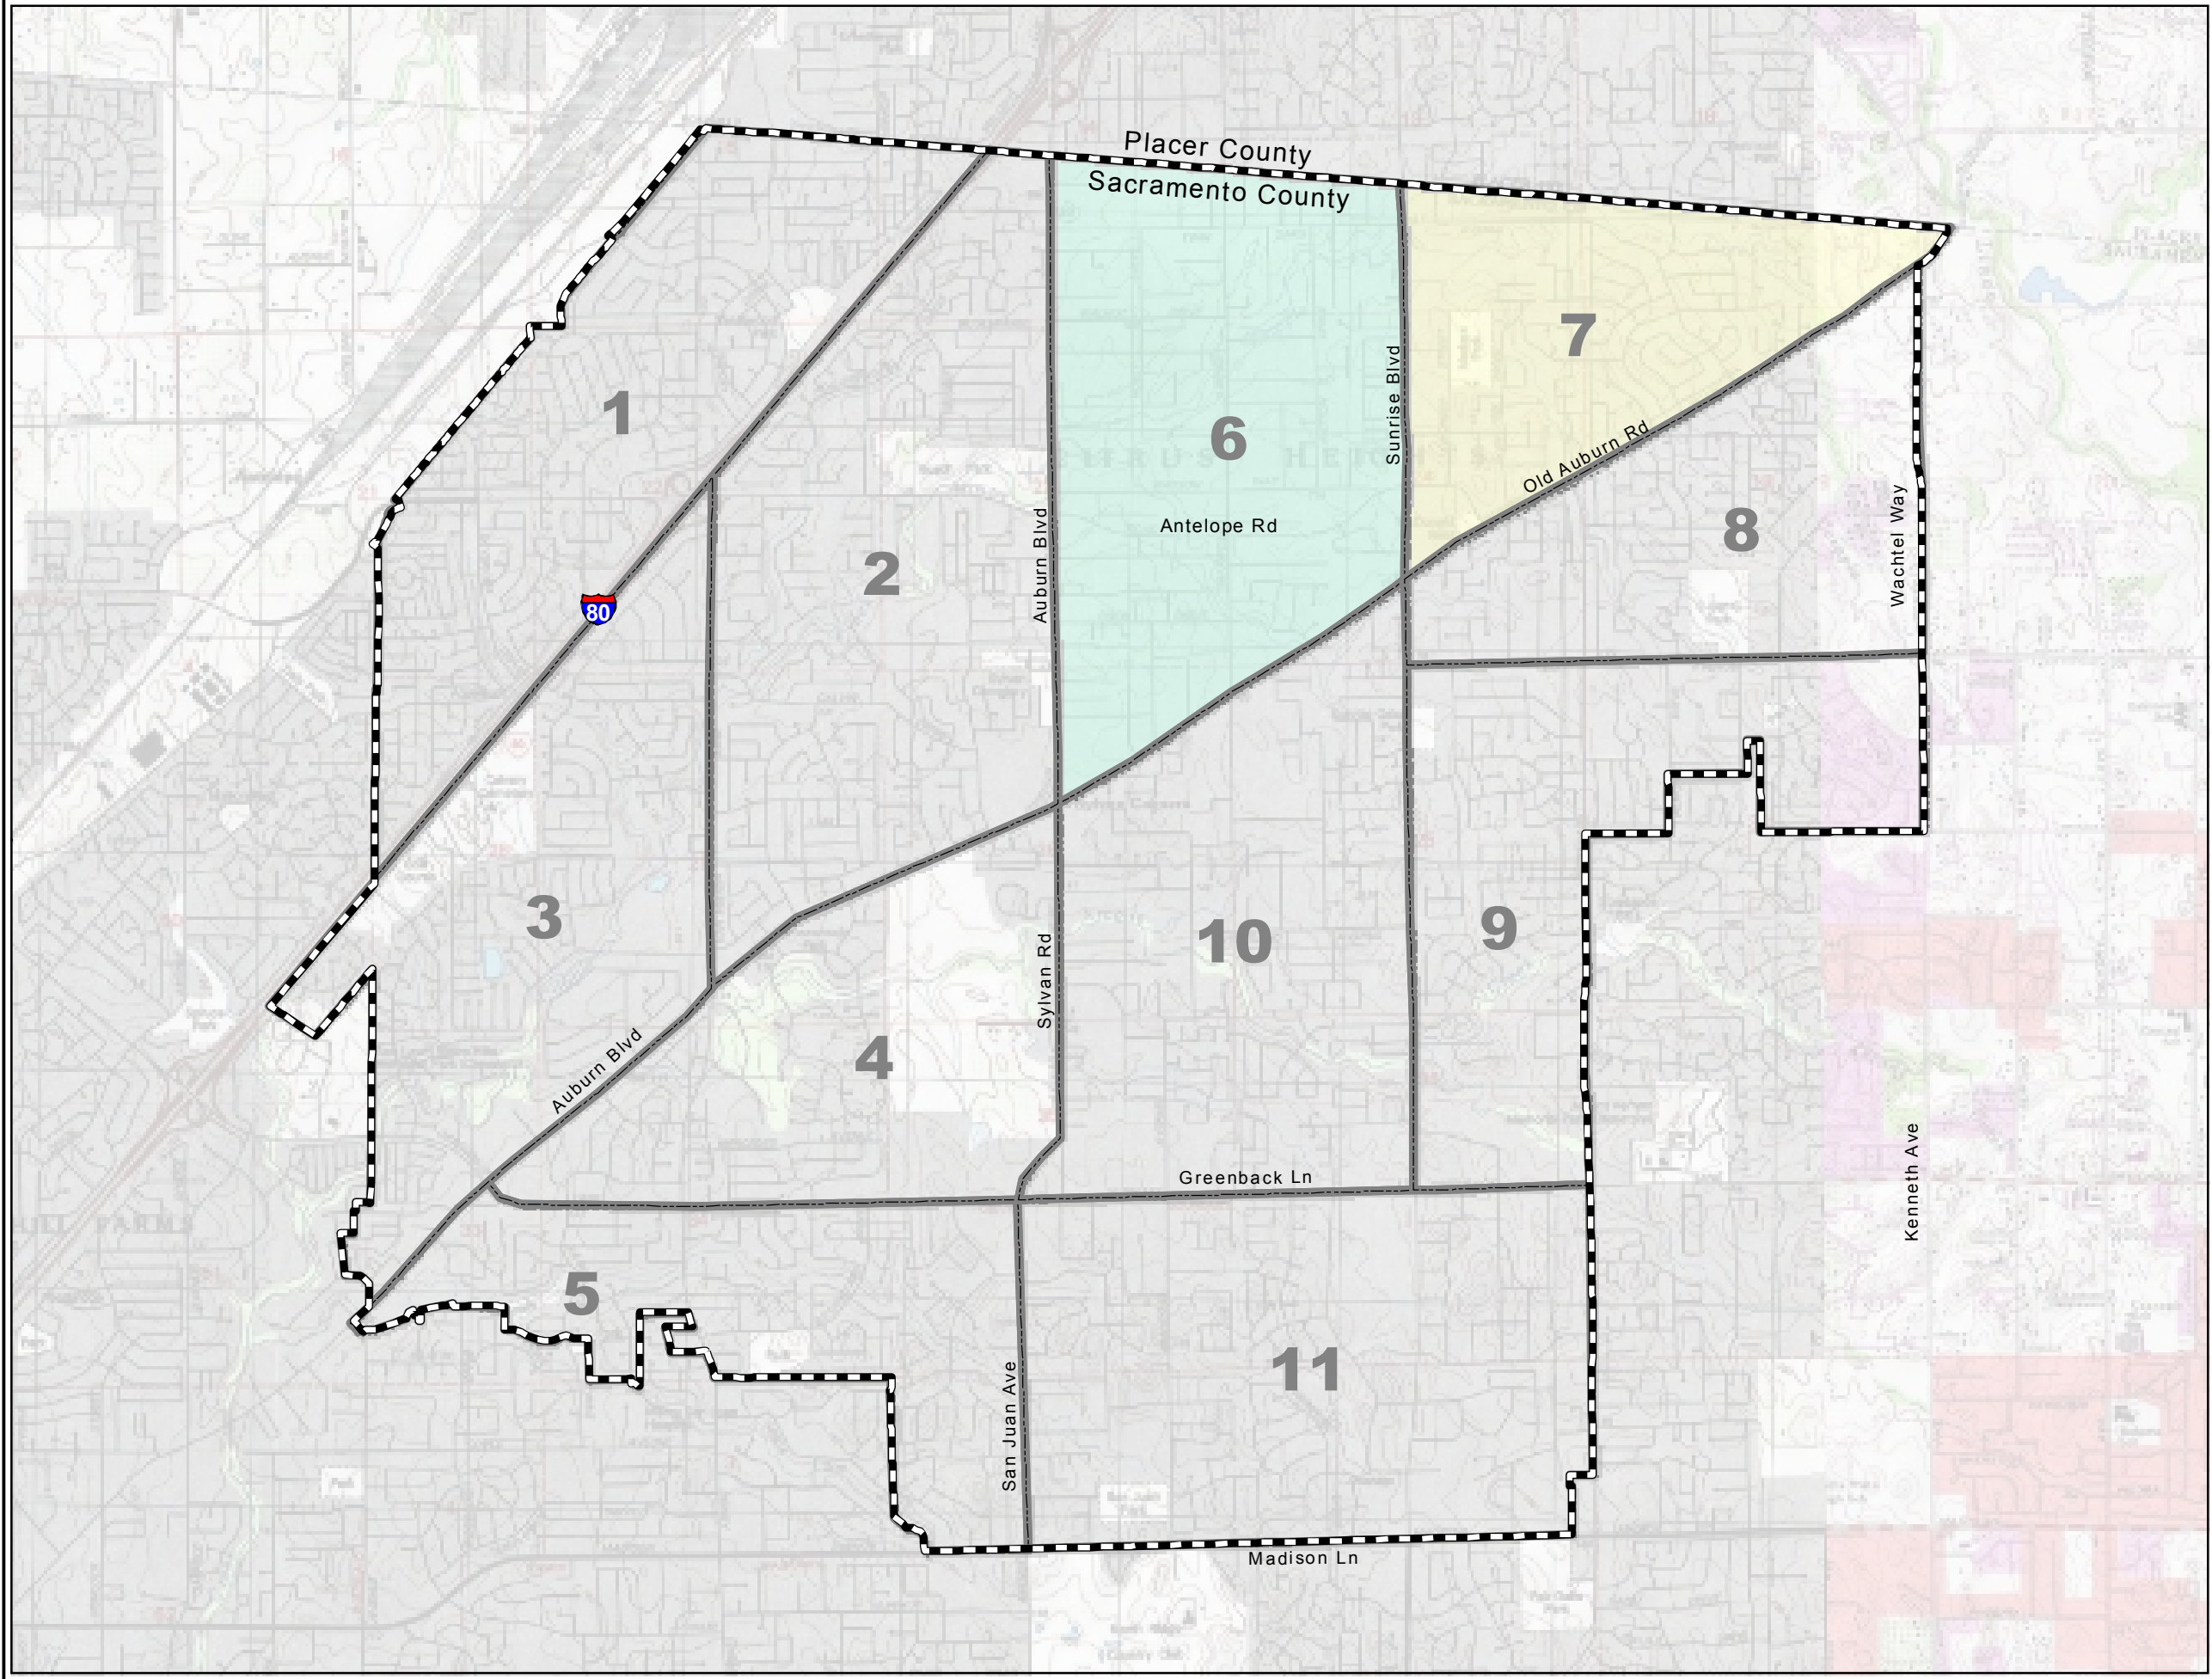 Placer County
Sacramento County
1
7
6
Sunrise Blvd
Old Auburn Rd
Antelope Rd
8
Wachtel Way
2
Auburn Blvd
80
3
10
9
Sylvan Rd
4
Auburn Blvd
Greenback Ln
Kenneth Ave
5
11
San Juan Ave
Madison Ln